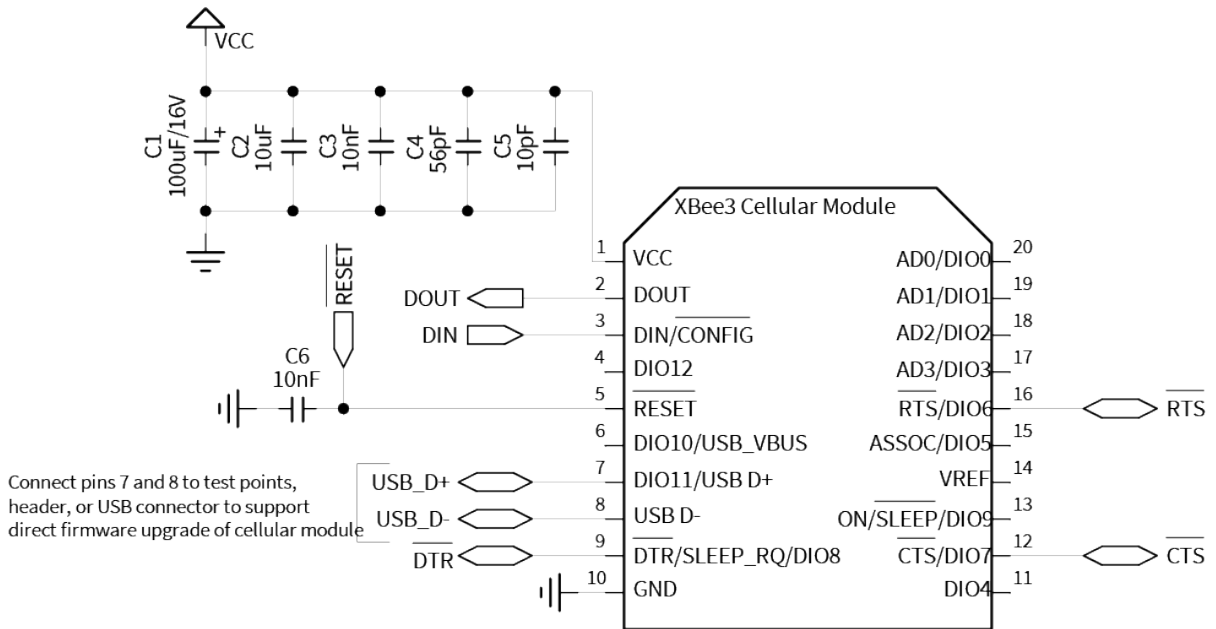 VCC
C1
100uF/16V
+
C2
10uF
C3
10nF
C4
56pF
C5
10pF
XBee3 Cellular Module
RESET
1
VCC
AD0/DIO0
20
DOUT
2
DOUT
AD1/DIO1
19
DIN
3
DIN/CONFIG
AD2/DIO2
18
C6
10nF
4
DIO12
AD3/DIO3
17
5
RESET
RTS/DIO6
16
RTS
6
DIO10/USB_VBUS
ASSOC/DIO5
15
Connect pins 7 and 8 to test points,
header, or USB connector to support
direct firmware upgrade of cellular module
USB_D+
7
DIO11/USB D+
VREF
14
USB_D-
8
USB D-
ON/SLEEP/DIO9
13
DTR
9
DTR/SLEEP_RQ/DIO8
CTS/DIO7
12
CTS
10
GND
DIO4
11